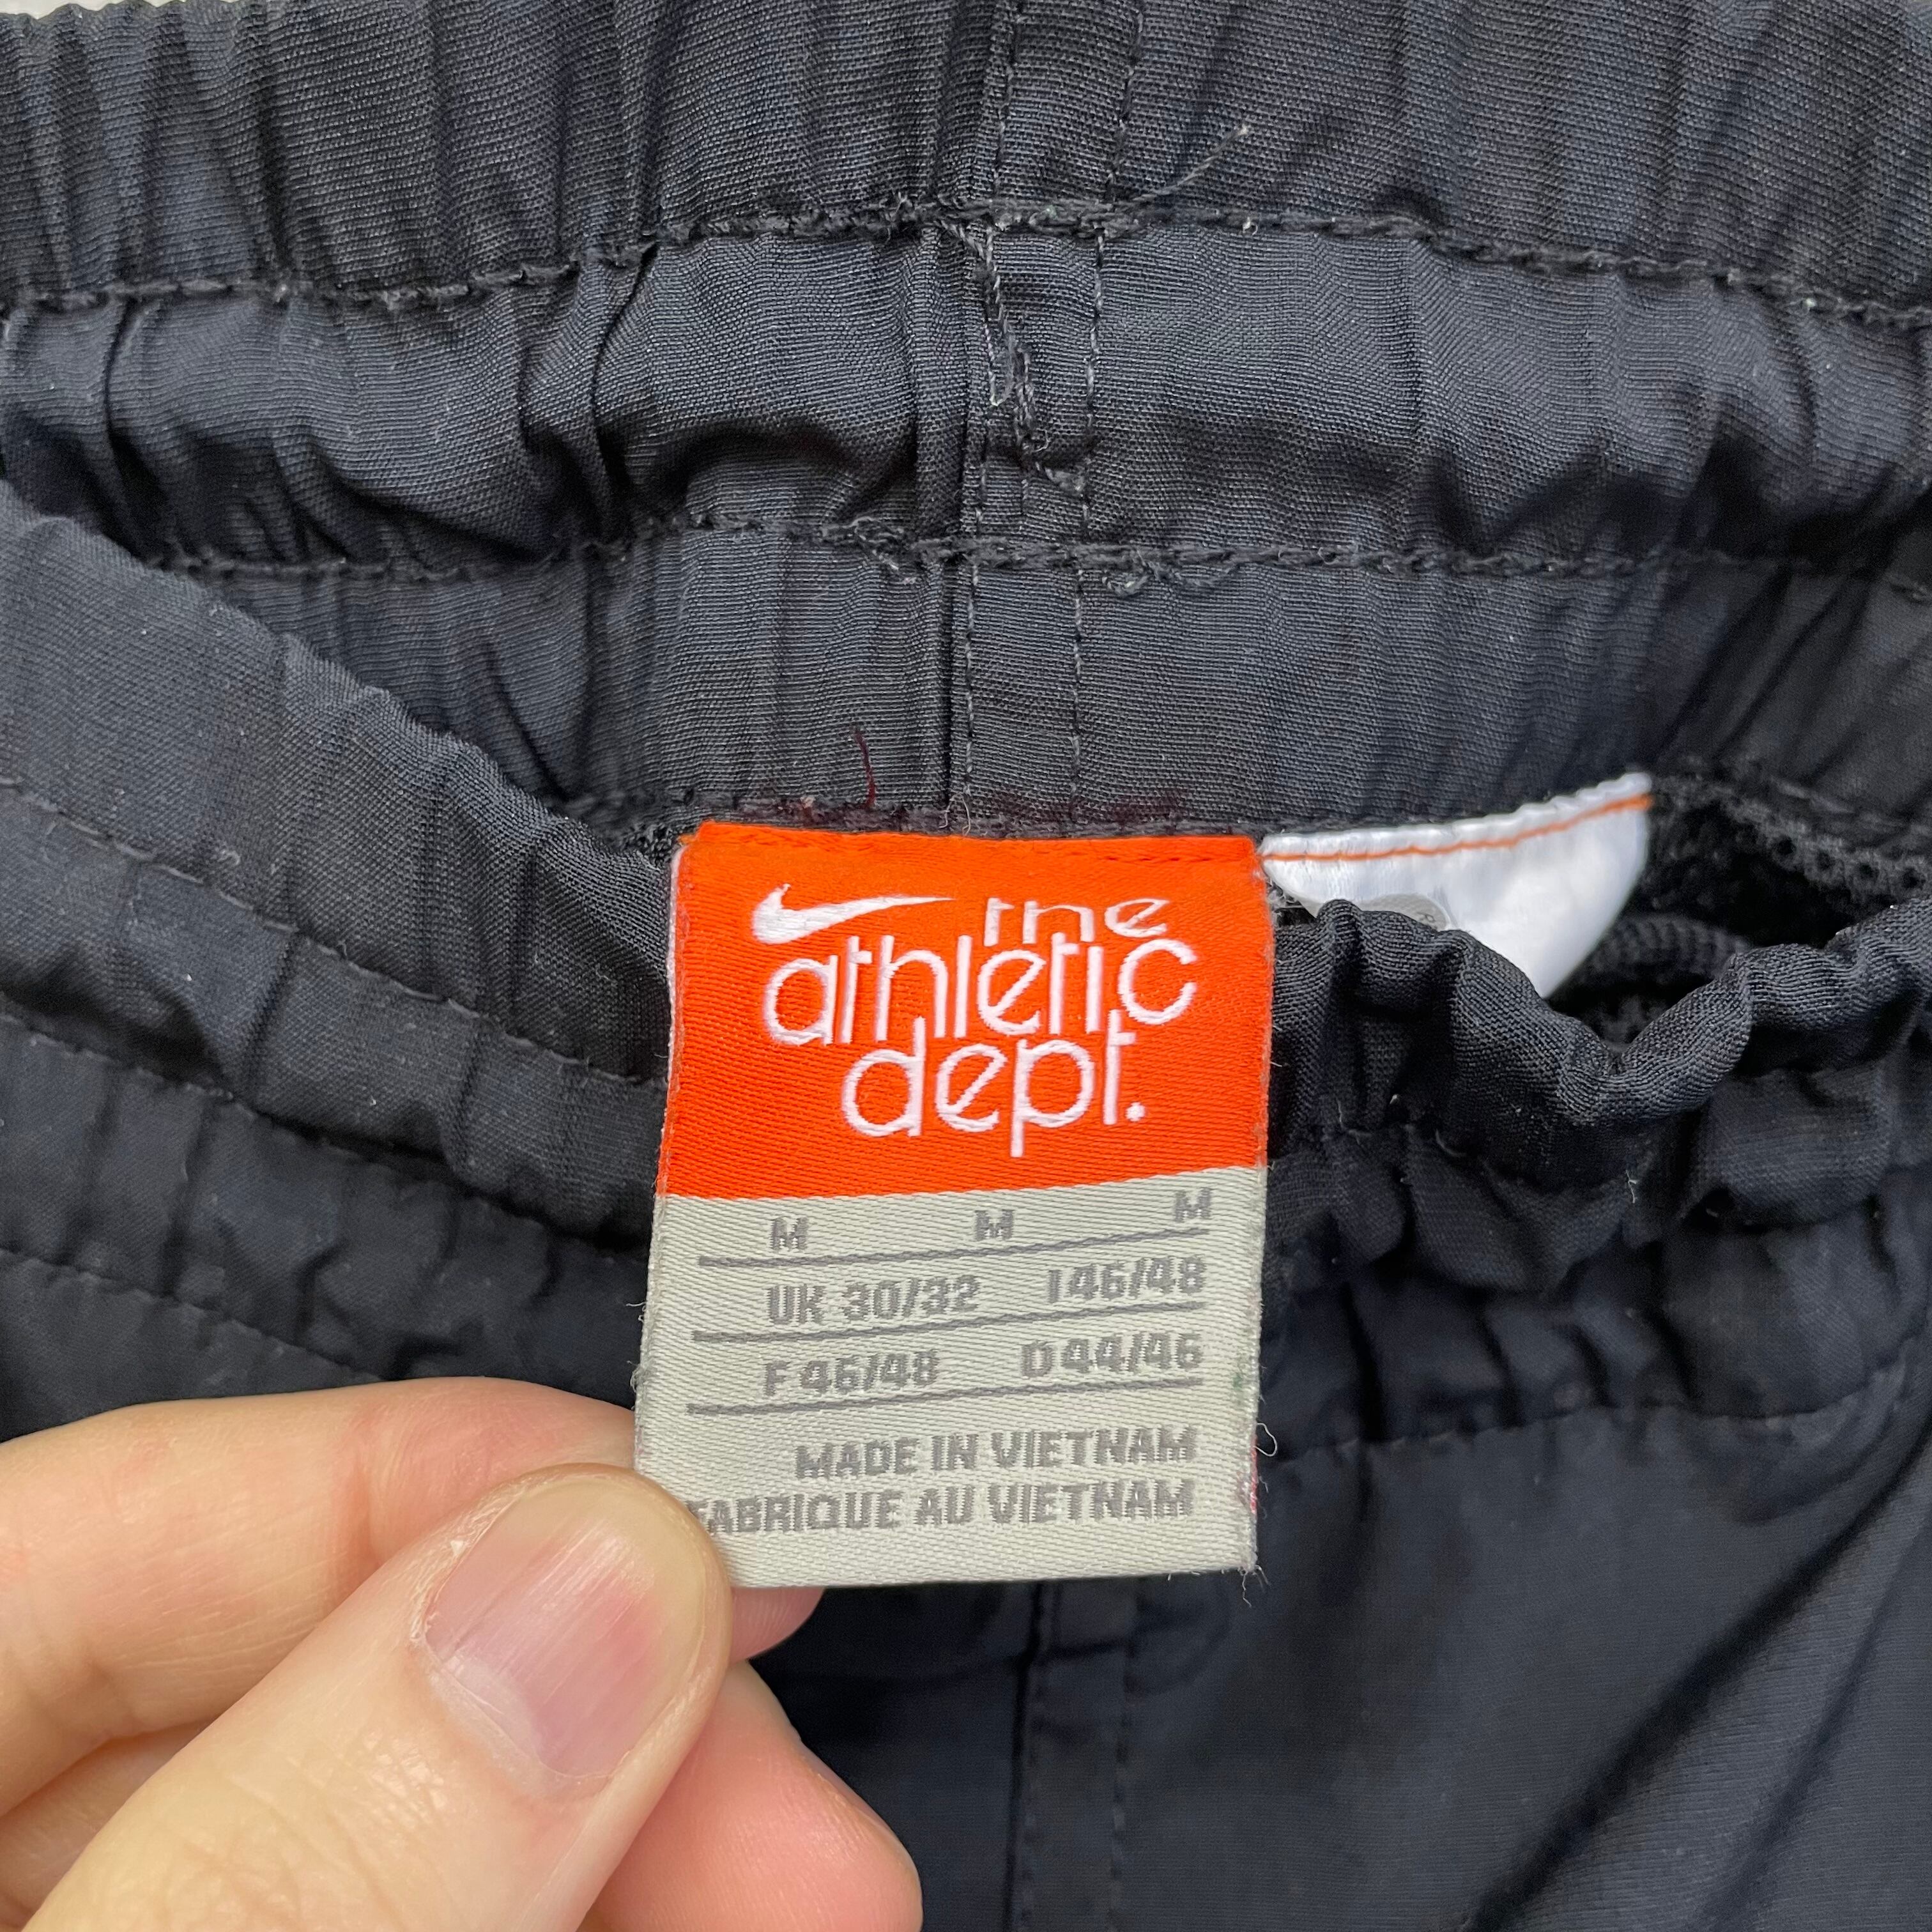 the
athletic
dept.
M M M
UK 30/32 I 46/48
F 46/48 D 44/46
MADE IN VIETNAM
FABRIQUE AU VIETNAM